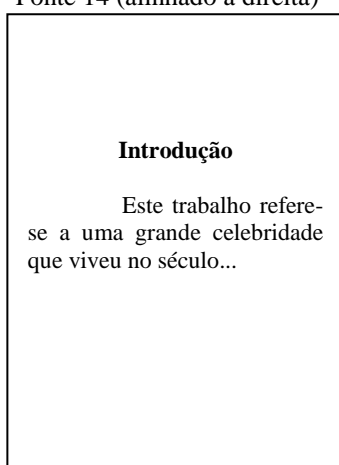 Fonte 14 (alinhado à direita)
Introdução
Este trabalho refere-
se a uma grande celebridade
que viveu no século...